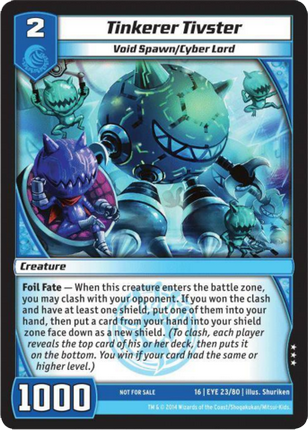 2
Tinkerer Tivster
Void Spawn/Cyber Lord
Creature
Foil Fate — When this creature enters the battle zone,
you may clash with your opponent. If you won the clash
and have at least one shield, put one of them into your
hand, then put a card from your hand into your shield
zone face down as a new shield. (To clash, each player
reveals the top card of his or her deck, then puts it
on the bottom. You win if your card had the same or
higher level.)
1000
NOT FOR SALE
16 | EYE 23/80 | illus. Shuriken
TM & © 2014 Wizards of the Coast/Shogakukan/Mitsui-Kids.